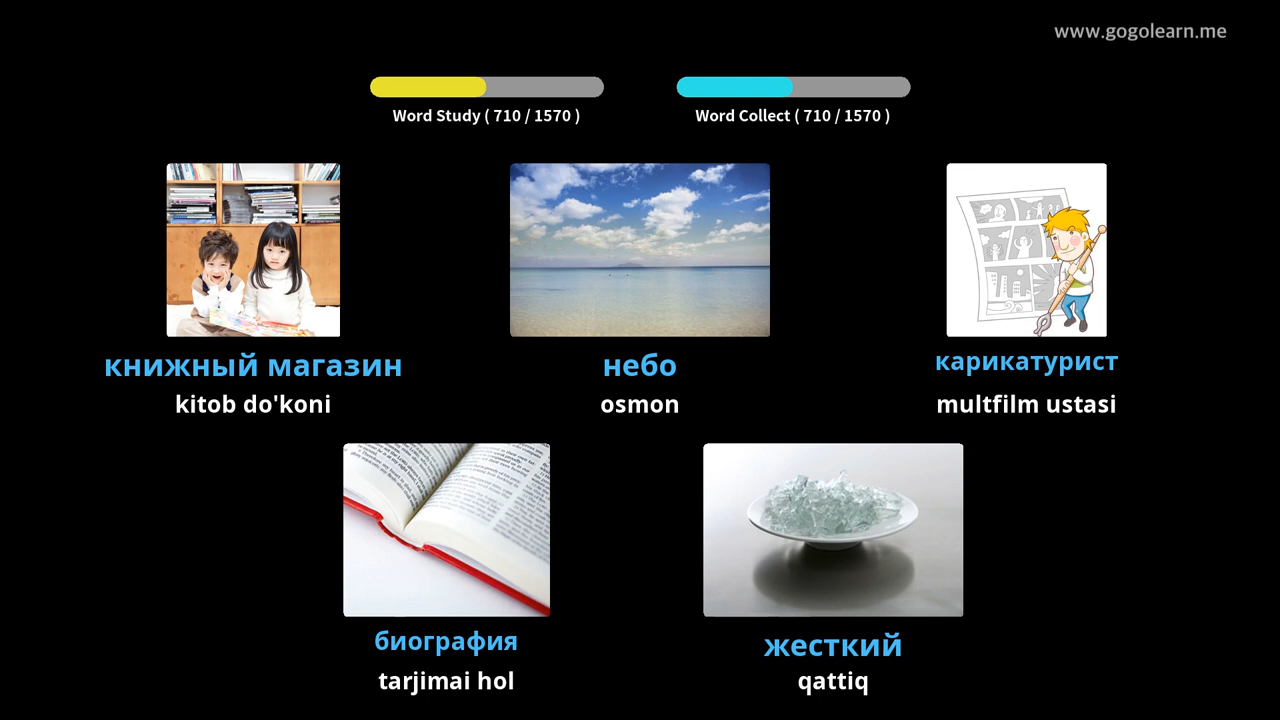 www.gogolearn.me
Word Study ( 710 / 1570 )
Word Collect ( 710 / 1570 )
книжный магазин
kitob do'koni
небо
osmon
карикатурист
multfilm ustasi
биография
tarjimai hol
жесткий
qattiq